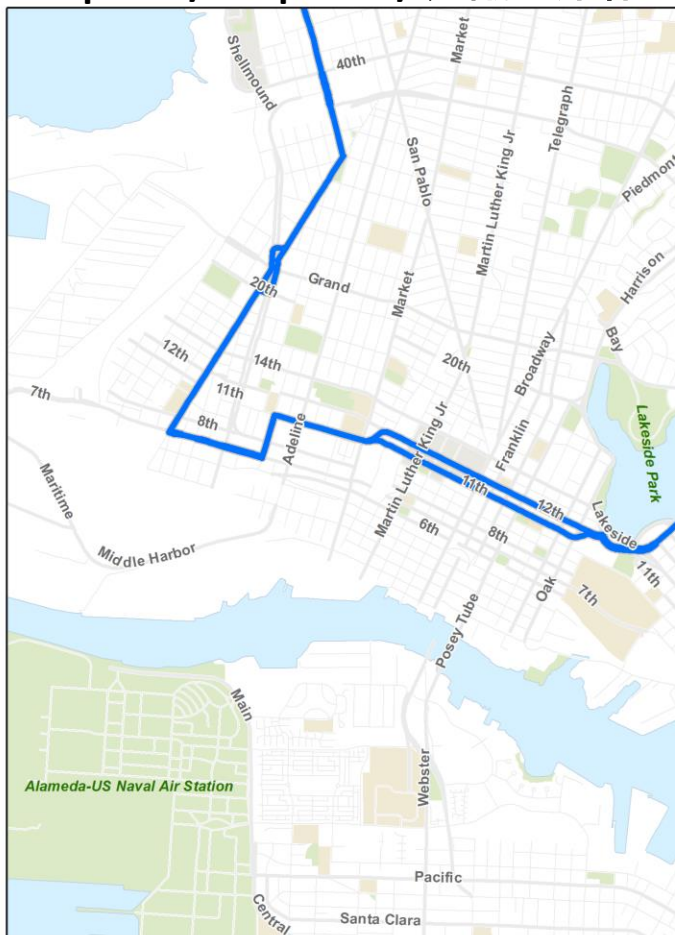 Shellmound
40th
Market
Telegraph
San Pablo
Martin Luther King Jr
Piedmont
Harrison
Grand
20th
Market
Bay
12th
14th
20th
Broadway
11th
7th
8th
Adeline
Franklin
Lakeside Park
Martin Luther King Jr
11th
12th
Lakeside
Maritime
6th
8th
11th
Middle Harbor
Oak
7th
Posey Tube
Main
Webster
Alameda-US Naval Air Station
Pacific
Central
Santa Clara